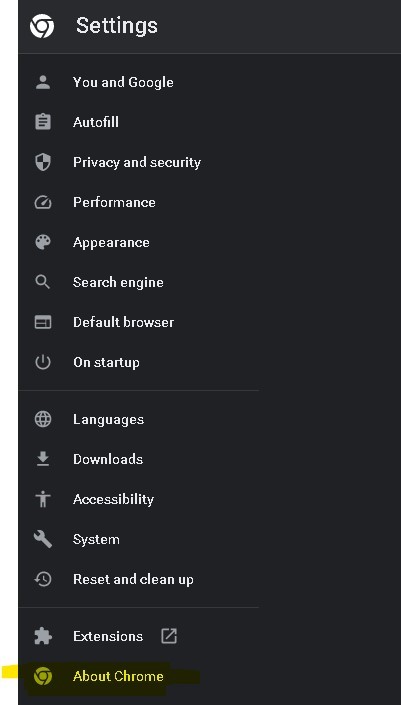 Settings
You and Google
Autofill
Privacy and security
Performance
Appearance
Search engine
Default browser
On startup
Languages
Downloads
Accessibility
System
Reset and clean up
Extensions
About Chrome